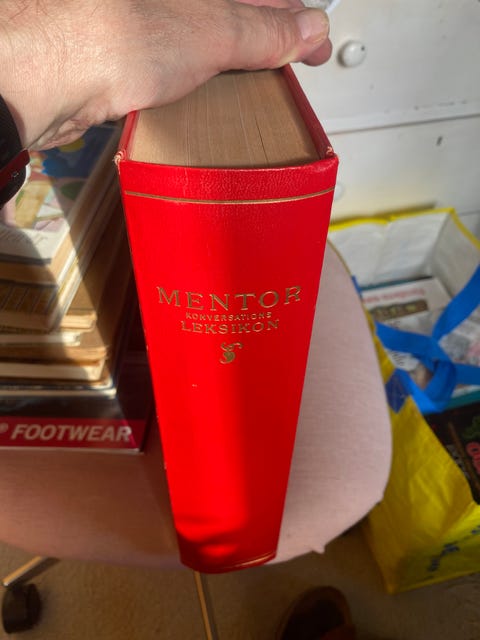 MENTOR
KONVERSATIONS
LEKSIKON
® FOOTWEAR